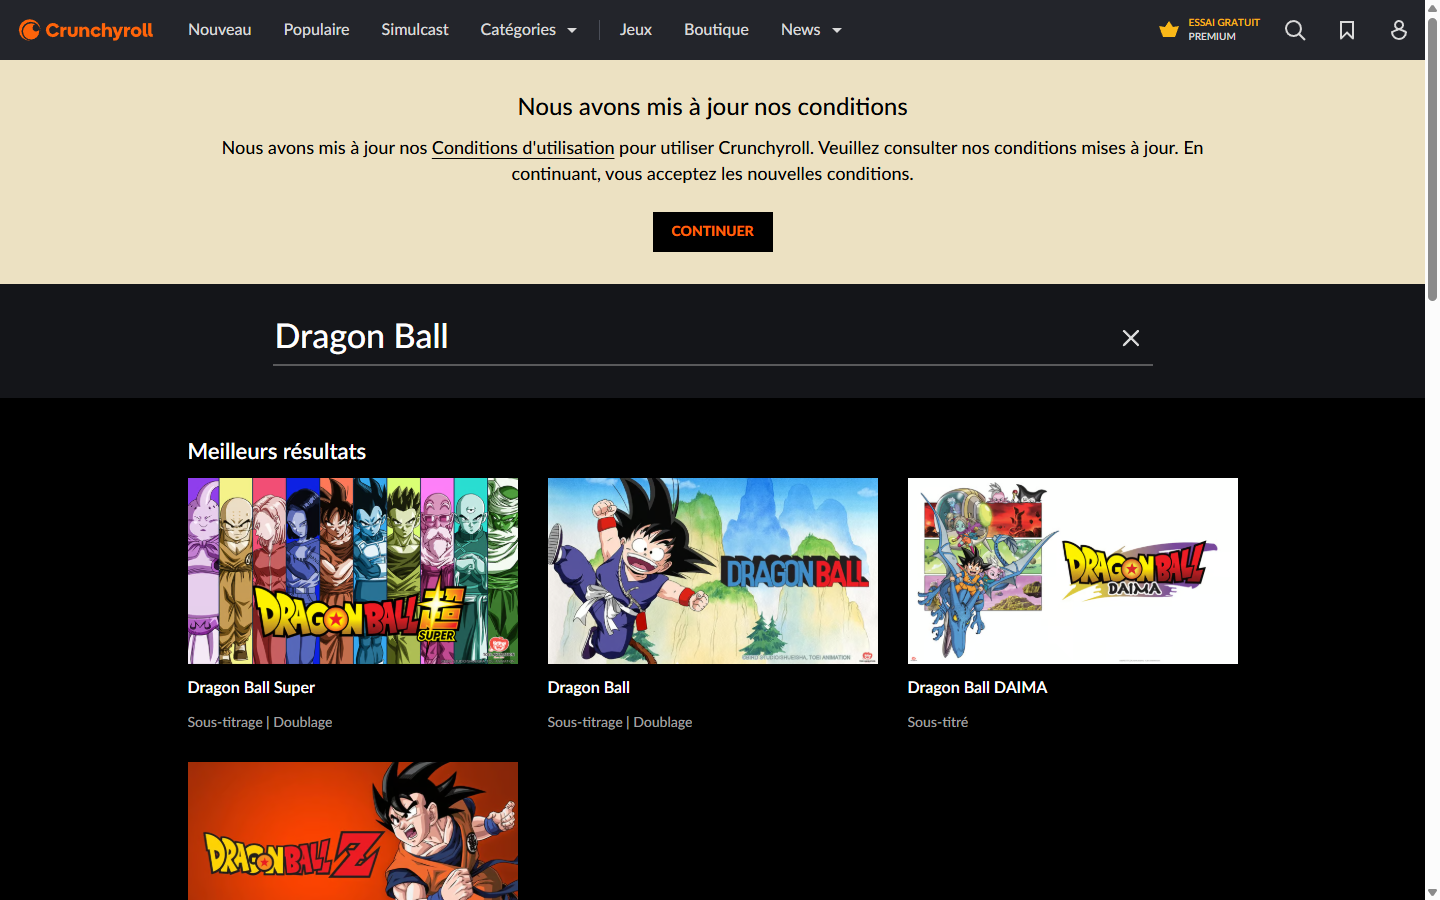 Crunchyroll
Nouveau
Populaire
Simulcast
Catégories
Jeux
Boutique
News
ESSAI GRATUIT
PREMIUM
Nous avons mis à jour nos conditions
Nous avons mis à jour nos Conditions d'utilisation pour utiliser Crunchyroll. Veuillez consulter nos conditions mises à jour. En
continuant, vous acceptez les nouvelles conditions.
CONTINUER
Dragon Ball
Meilleurs résultats
DRAGON BALL
SUPER
DRAGON BALL
DRAGON BALL
DAIMA
Dragon Ball Super
Dragon Ball
Dragon Ball DAIMA
Sous-titrage | Doublage
Sous-titrage | Doublage
Sous-titré
DRAGON BALL Z